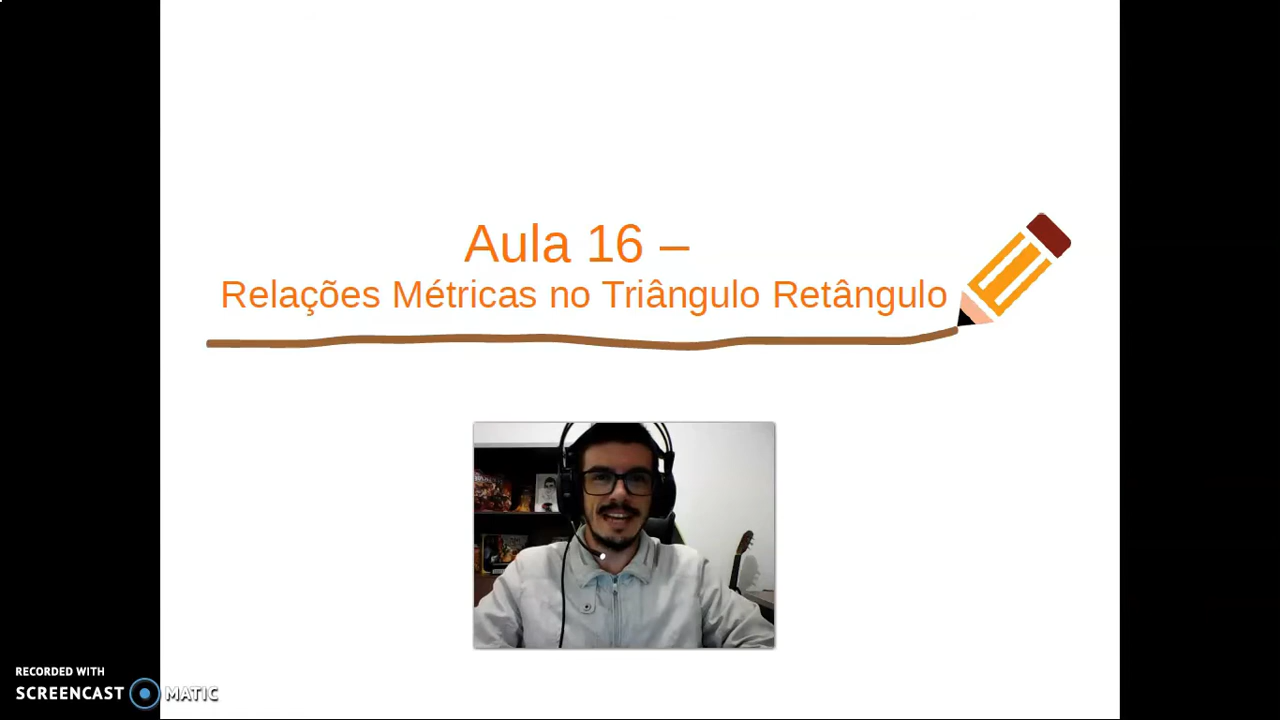 Aula 16 –
Relações Métricas no Triângulo Retângulo
RECORDED WITH
SCREENCAST MATIC